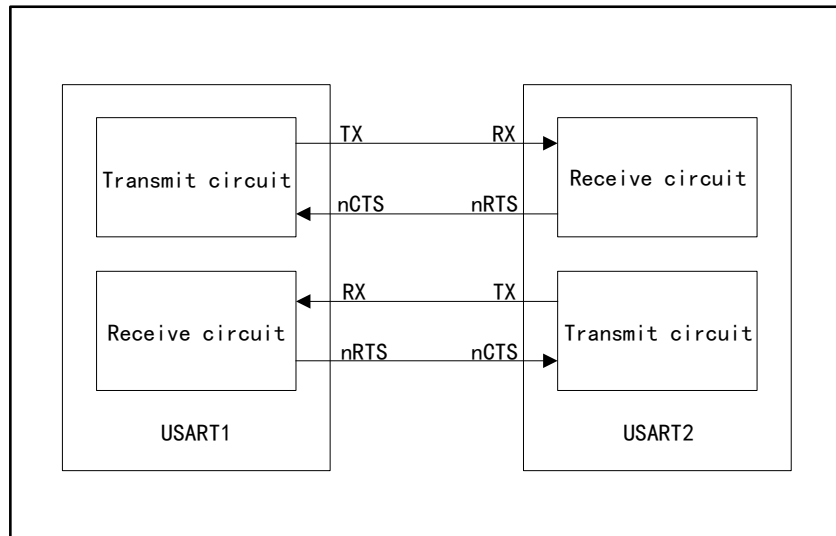 TX RX
Transmit circuit Receive circuit
nCTS nRTS
RX TX
Receive circuit Transmit circuit
nRTS nCTS
USART1 USART2